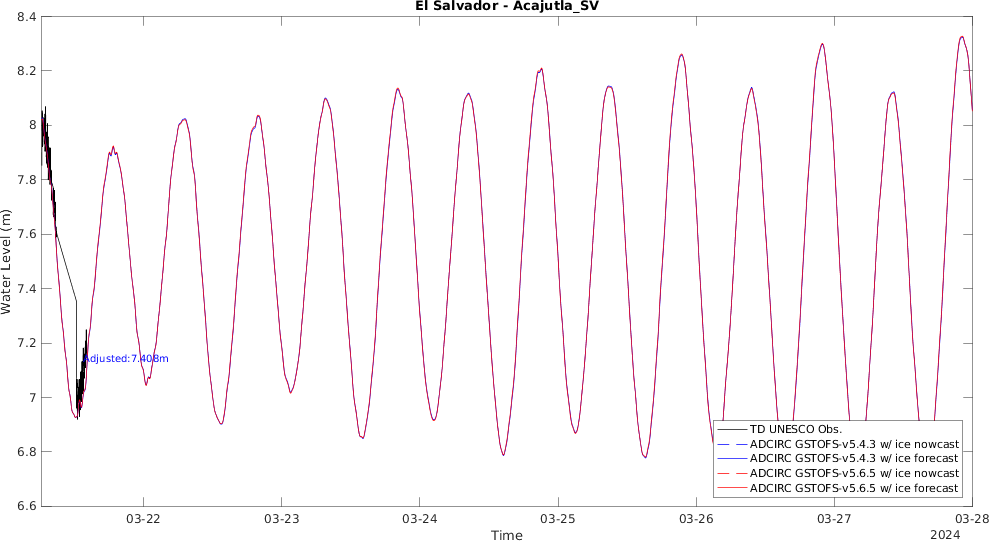 El Salvador - Acajutla_SV
Water Level (m)
8.4
8.2
8
7.8
7.6
7.4
7.2
7
6.8
6.6
Adjusted:7.408m
TD UNESCO Obs.
ADCIRC GSTOFS-v5.4.3 w/ ice nowcast
ADCIRC GSTOFS-v5.4.3 w/ ice forecast
ADCIRC GSTOFS-v5.6.5 w/ ice nowcast
ADCIRC GSTOFS-v5.6.5 w/ ice forecast
03-22 03-23 03-24 03-25 03-26 03-27 03-28
Time
2024